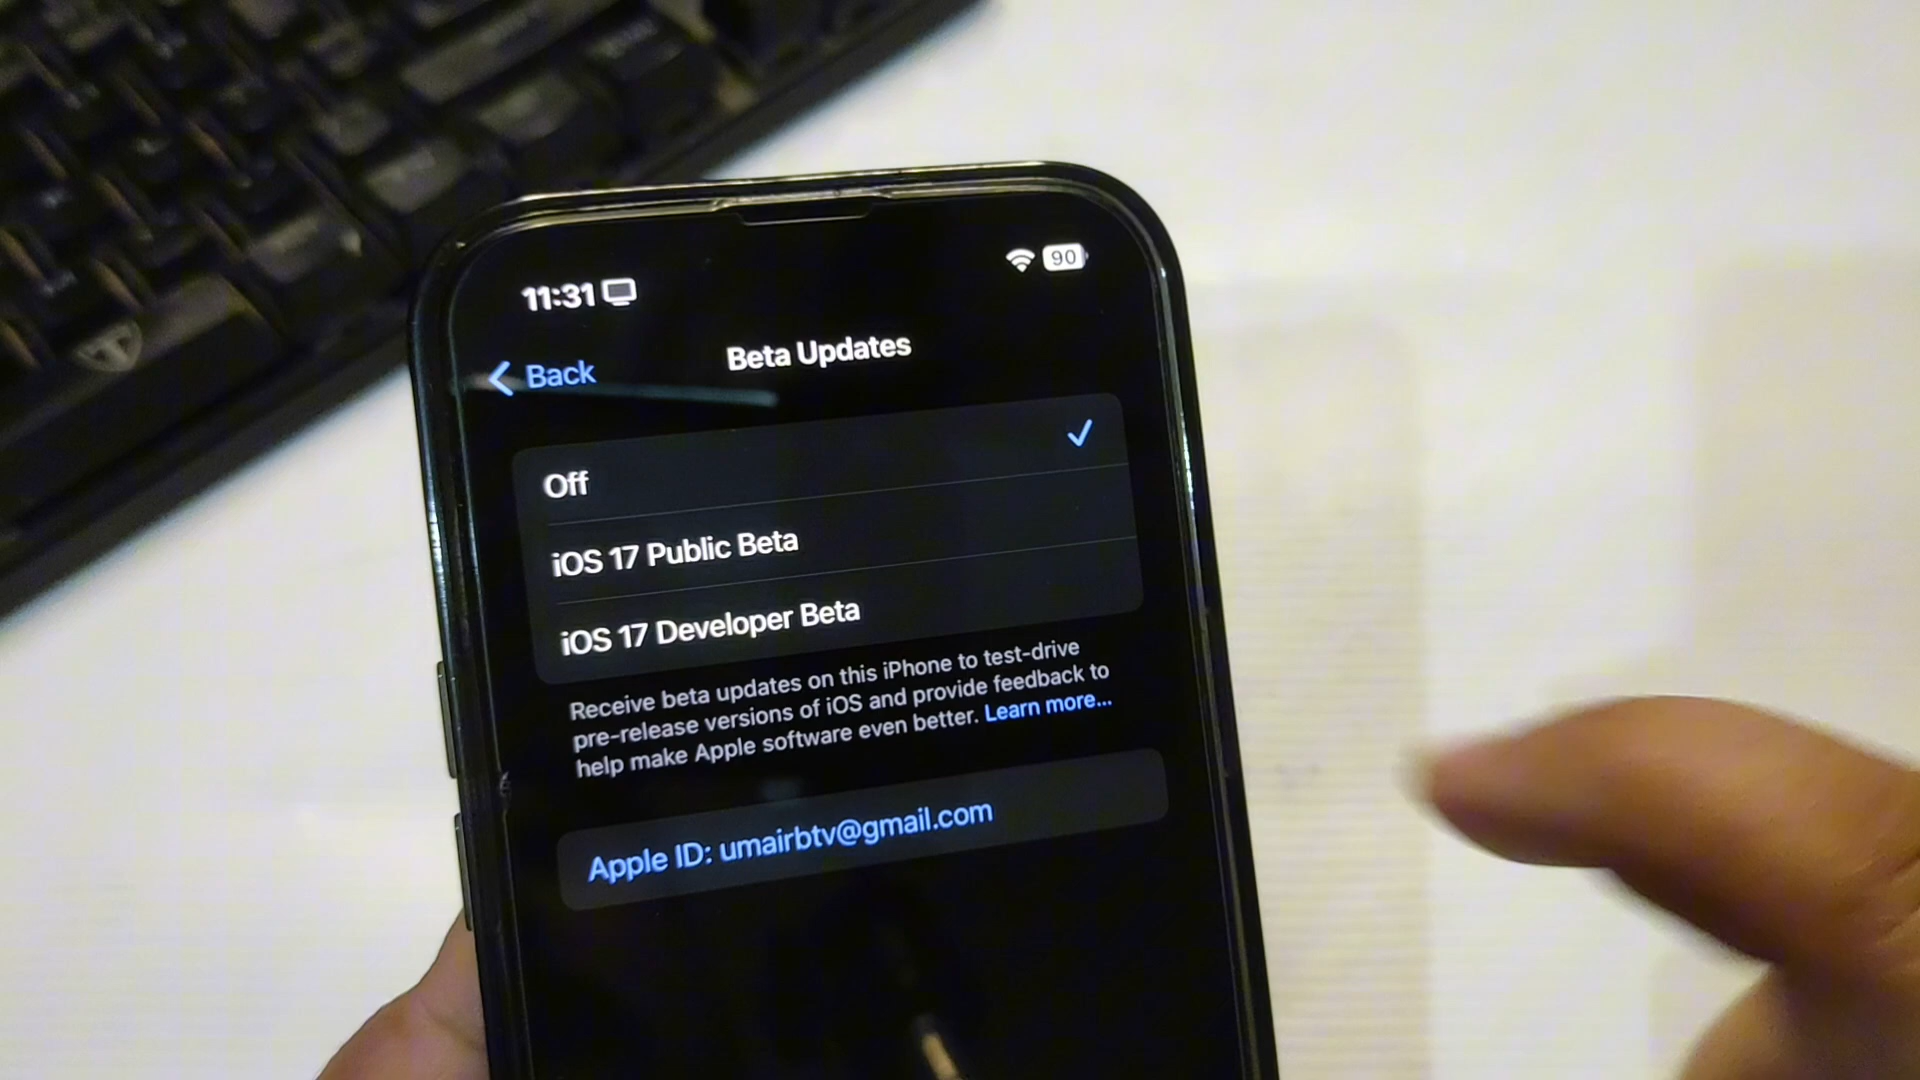 11:31
90
Back
Beta Updates
Off
iOS 17 Public Beta
iOS 17 Developer Beta
Receive beta updates on this iPhone to test-drive
pre-release versions of iOS and provide feedback to
help make Apple software even better. Learn more...
Apple ID: umairbtv@gmail.com